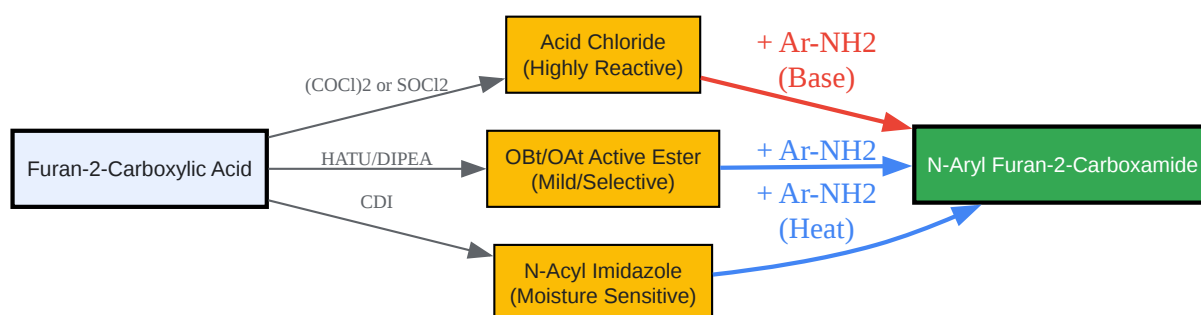 Furan-2-Carboxylic Acid
(COCl)2 or SOCl2
HATU/DIPEA
CDI
Acid Chloride
(Highly Reactive)
OBt/OAt Active Ester
(Mild/Selective)
N-Acyl Imidazole
(Moisture Sensitive)
+ Ar-NH2
(Base)
+ Ar-NH2
+ Ar-NH2
(Heat)
N-Aryl Furan-2-Carboxamide